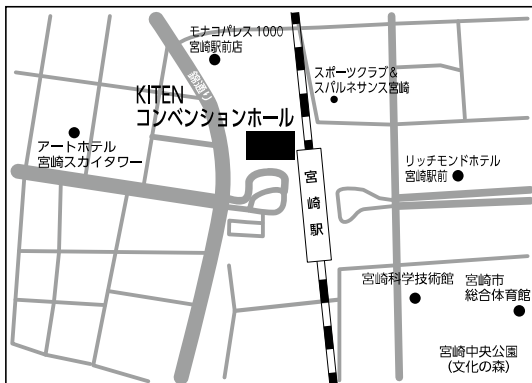 モナコパレス1000
宮崎駅前店
線通り
スポーツクラブ&
スパルネサンス宮崎
KITEN
コンベンションホール
アートホテル
宮崎スカイタワー
宮崎駅
リッチモンドホテル
宮崎駅前
宮崎科学技術館
宮崎市
総合体育館
宮崎中央公園
（文化の森）